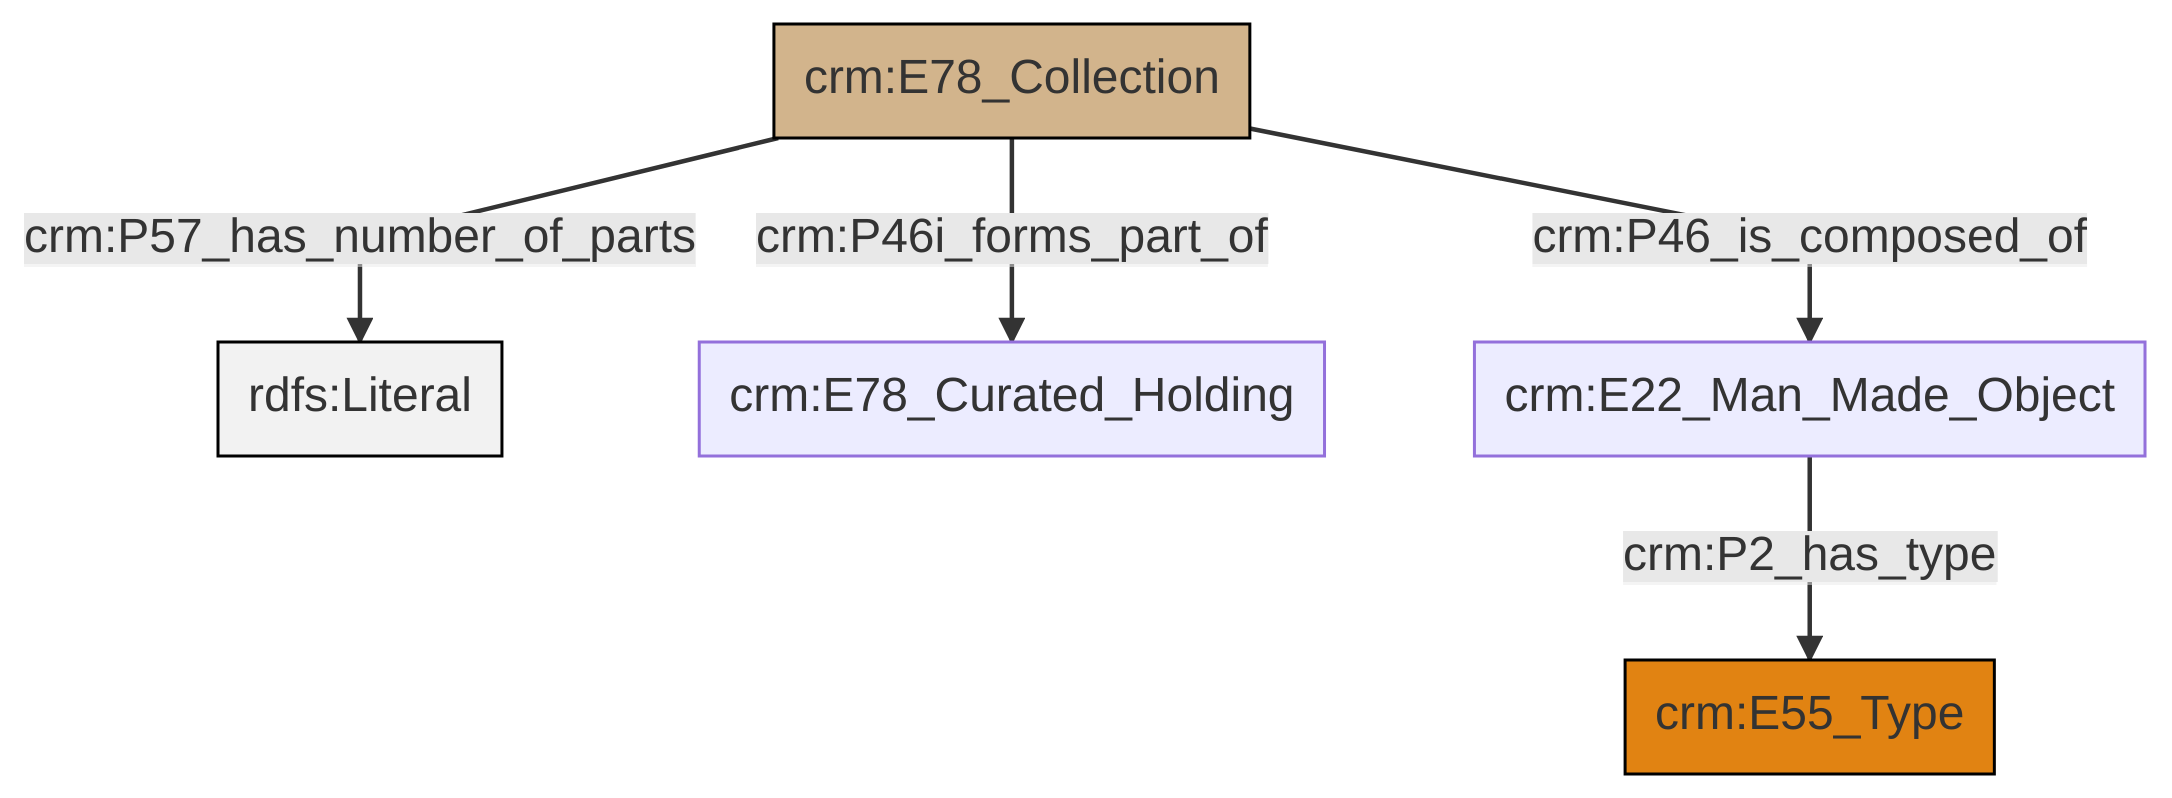 crm:E78_Collection
crm:P57_has_number_of_parts
crm:P46i_forms_part_of
crm:P46_is_composed_of
rdfs:Literal
crm:E78_Curated_Holding
crm:E22_Man_Made_Object
crm:P2_has_type
crm:E55_Type